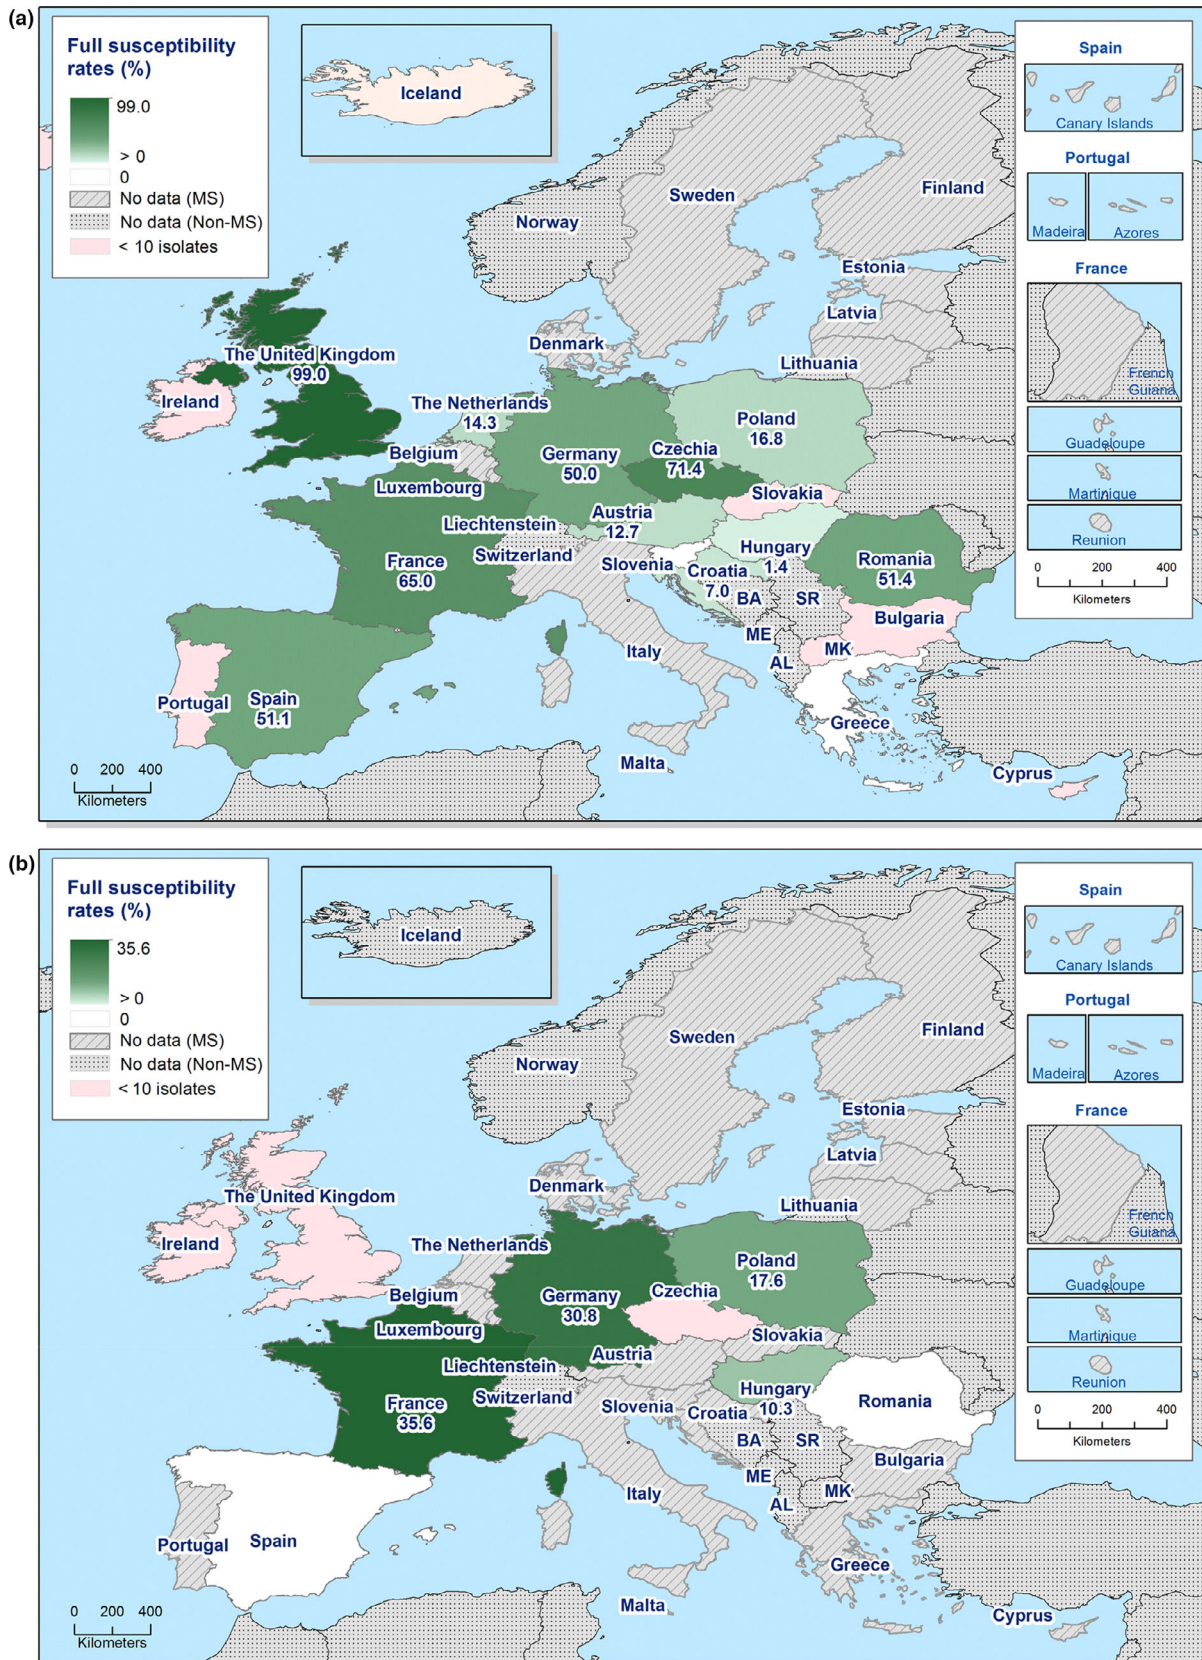 (a)
Full susceptibility
rates (%)
99.0
> 0
0
No data (MS)
No data (Non-MS)
< 10 isolates
Iceland
Spain
Canary Islands
Portugal
Madeira
Azores
France
French
Guiana
Guadeloupe
Martinique
Reunion
0 200 400
Kilometers
Sweden
Finland
Norway
Estonia
Latvia
Denmark
Lithuania
The United Kingdom
99.0
Ireland
The Netherlands
14.3
Poland
16.8
Belgium
Germany
50.0
Czechia
71.4
Luxembourg
Slovakia
Liechtenstein
Austria
12.7
Switzerland
France
65.0
Slovenia
Hungary
1.4
Croatia
7.0
Romania
51.4
BA
SR
Bulgaria
ME
MK
AL
Italy
Portugal
Spain
51.1
Greece
Malta
Cyprus
0 200 400
Kilometers
(b)
Full susceptibility
rates (%)
35.6
> 0
0
No data (MS)
No data (Non-MS)
< 10 isolates
Iceland
Spain
Canary Islands
Portugal
Madeira
Azores
France
French
Guiana
Guadeloupe
Martinique
Reunion
0 200 400
Kilometers
Sweden
Finland
Norway
Estonia
Latvia
Denmark
Lithuania
The United Kingdom
Ireland
The Netherlands
Poland
17.6
Belgium
Germany
30.8
Czechia
Luxembourg
Slovakia
Liechtenstein
Austria
Switzerland
France
35.6
Slovenia
Hungary
10.3
Croatia
Romania
BA
SR
Bulgaria
ME
MK
AL
Italy
Portugal
Spain
Greece
Malta
Cyprus
0 200 400
Kilometers